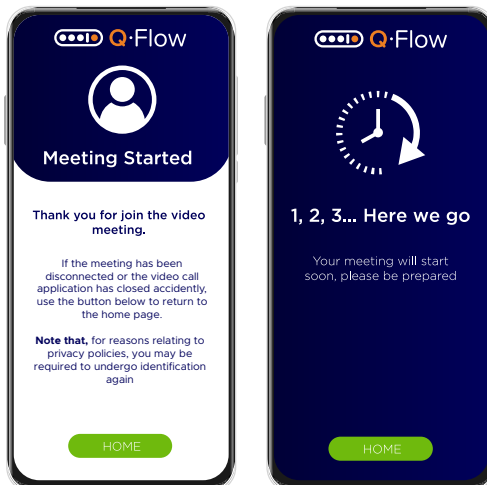 Q·Flow
Meeting Started
Thank you for join the video
meeting.
If the meeting has been
disconnected or the video call
application has closed accidently,
use the button below to return to
the home page.
Note that, for reasons relating to
privacy policies, you may be
required to undergo identification
again
HOME
Q·Flow
1, 2, 3... Here we go
Your meeting will start
soon, please be prepared
HOME